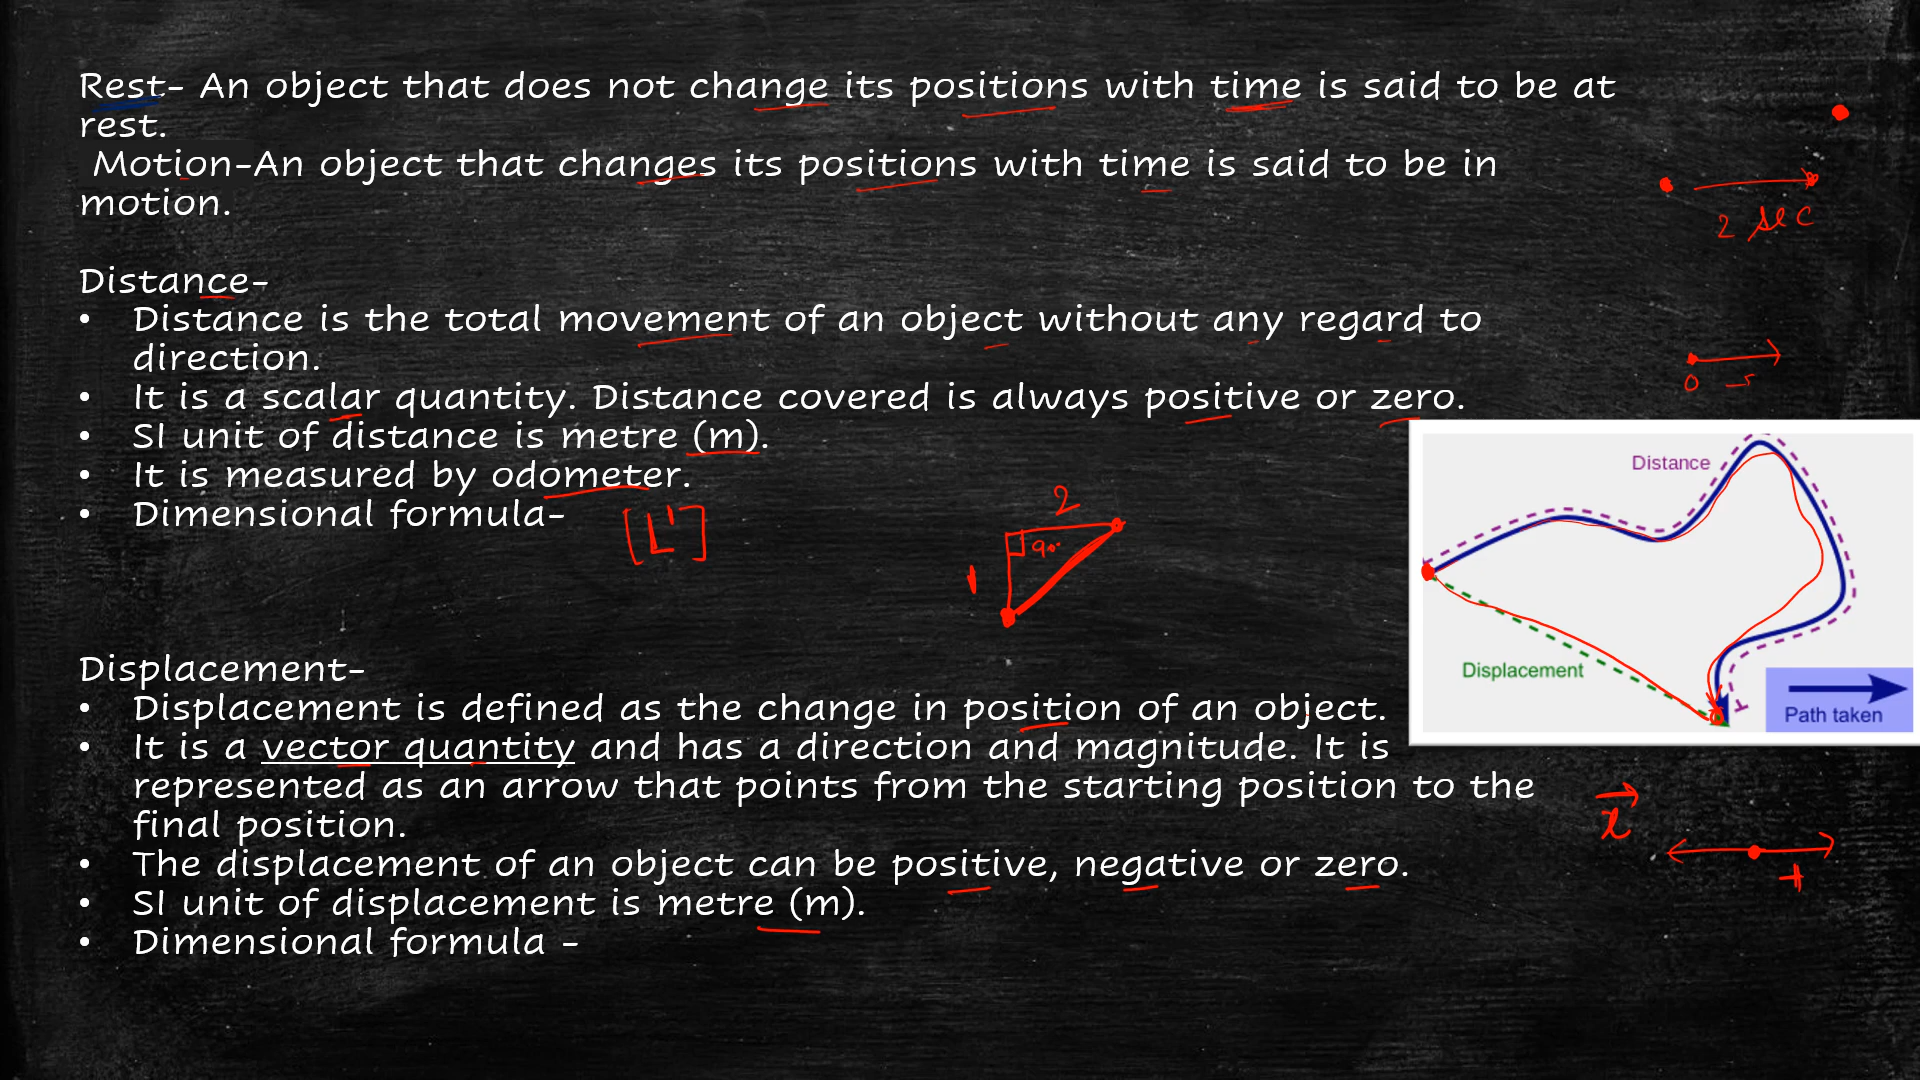 Rest- An object that does not change its positions with time is said to be at
rest.
Motion-An object that changes its positions with time is said to be in
motion.
2 sec
Distance-
• Distance is the total movement of an object without any regard to
direction.
• It is a scalar quantity. Distance covered is always positive or zero.
0 5
• SI unit of distance is metre (m).
• It is measured by odometer.
• Dimensional formula- [L¹]
2
90°
1
Distance
Displacement
Path taken
Displacement-
• Displacement is defined as the change in position of an object.
• It is a vector quantity and has a direction and magnitude. It is
represented as an arrow that points from the starting position to the
final position.
• The displacement of an object can be positive, negative or zero.
+
• SI unit of displacement is metre (m).
• Dimensional formula -